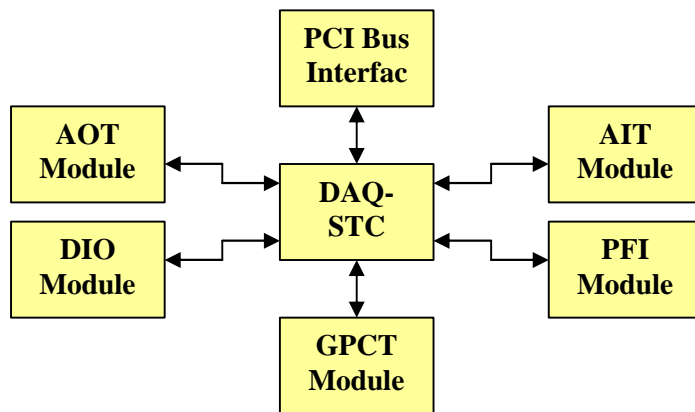 PCI Bus
Interfac
AOT
Module
AIT
Module
DAQ-
STC
DIO
Module
PFI
Module
GPCT
Module